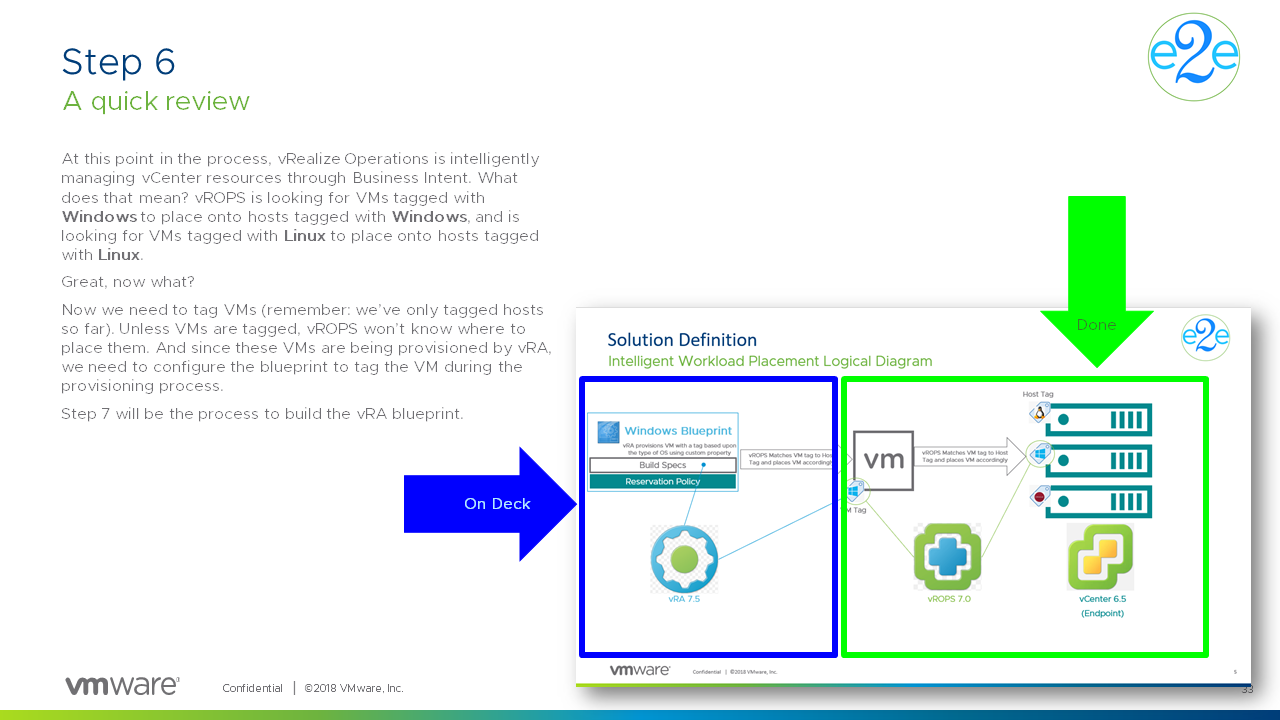 Step 6
A quick review
e2e
At this point in the process, vRealize Operations is intelligently
managing vCenter resources through Business Intent. What
does that mean? vROPS is looking for VMs tagged with
Windows to place onto hosts tagged with Windows, and is
looking for VMs tagged with Linux to place onto hosts tagged
with Linux.
Great, now what?
Now we need to tag VMs (remember: we've only tagged hosts
so far). Unless VMs are tagged, vROPS won't know where to
place them. And since these VMs are being provisioned by vRA,
we need to configure the blueprint to tag the VM during the
provisioning process.
Step 7 will be the process to build the vRA blueprint.
On Deck
Done
Solution Definition
Intelligent Workload Placement Logical Diagram
e2e
Windows Blueprint
vRA provisions VM with a tag based upon
the type of OS using custom property
Build Specs
Reservation Policy
vROPS Matches VM tag to Host
Tag and places VM accordingly
vRA 7.5
vm
M Tag
vROPS Matches VM tag to Host
Tag and places VM accordingly
Host Tag
vROPS 7.0
vCenter 6.5
(Endpoint)
vmware
Confidential | ©2018 VMware, Inc.
5
vmware
Confidential | ©2018 VMware, Inc.
33